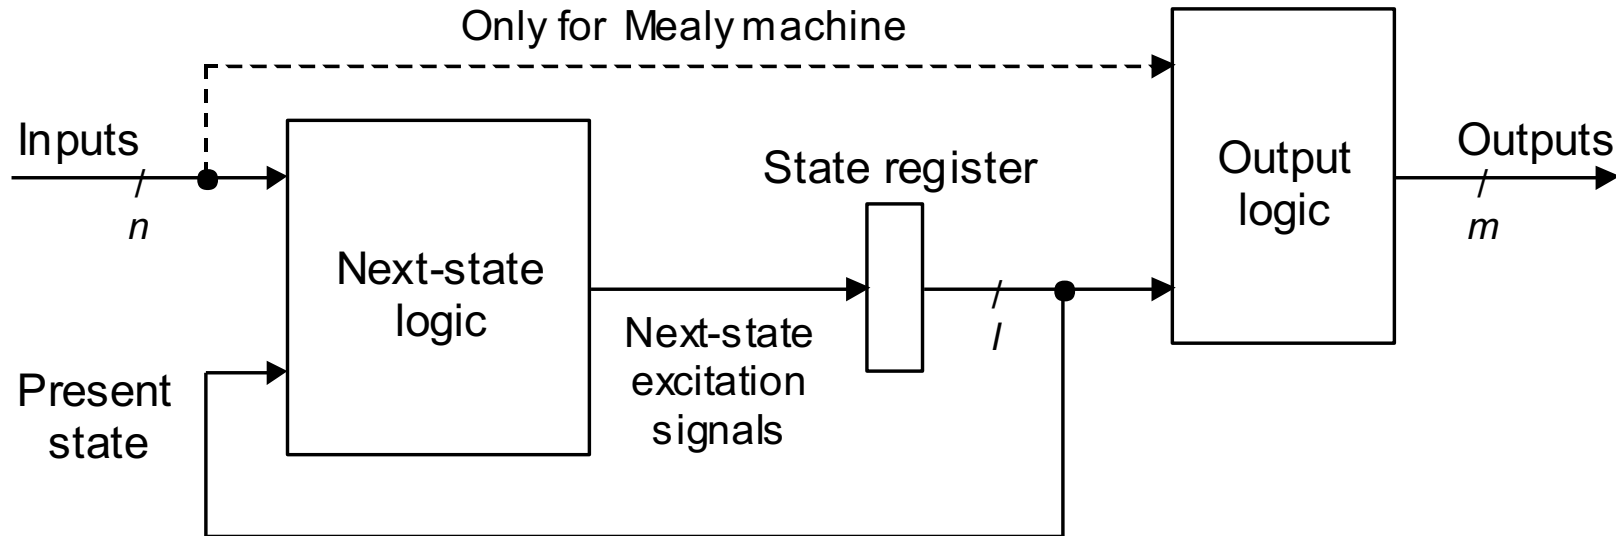 Only for Mealy machine
Inputs
n
Next-state
logic
Present
state
Next-state
excitation
signals
State register
l
Output
logic
Outputs
m